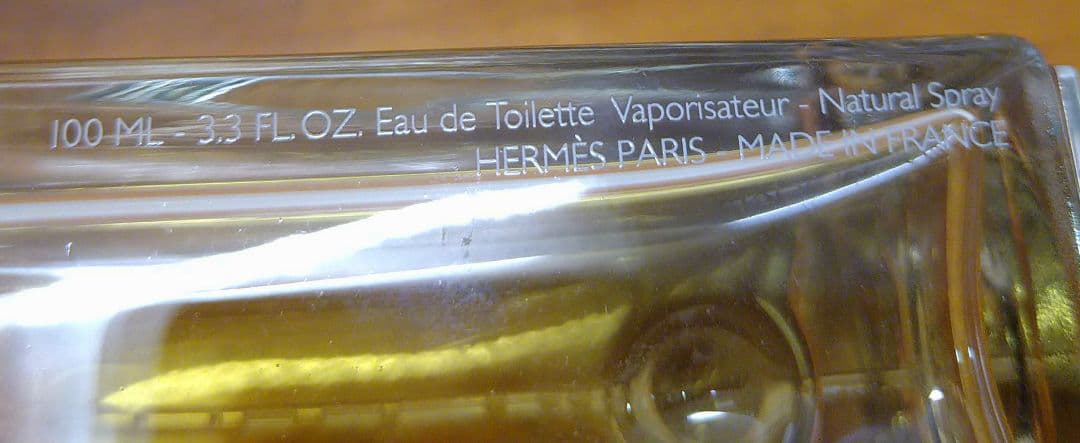 100 ML - 3.3 FL.OZ. Eau de Toilette Vaporisateur - Natural Spray
HERMÈS PARIS - MADE IN FRANCE